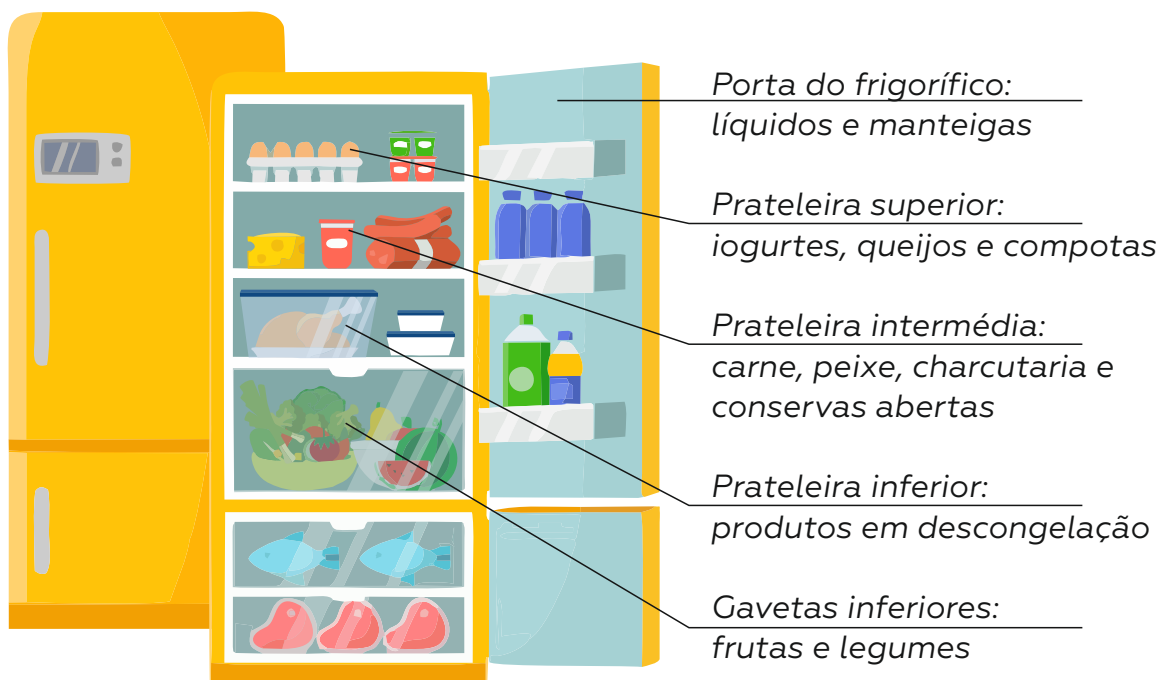 Porta do frigorífico:
líquidos e manteigas
Prateleira superior:
iogurtes, queijos e compotas
Prateleira intermédia:
carne, peixe, charcutaria e
conservas abertas
Prateleira inferior:
produtos em descongelação
Gavetas inferiores:
frutas e legumes